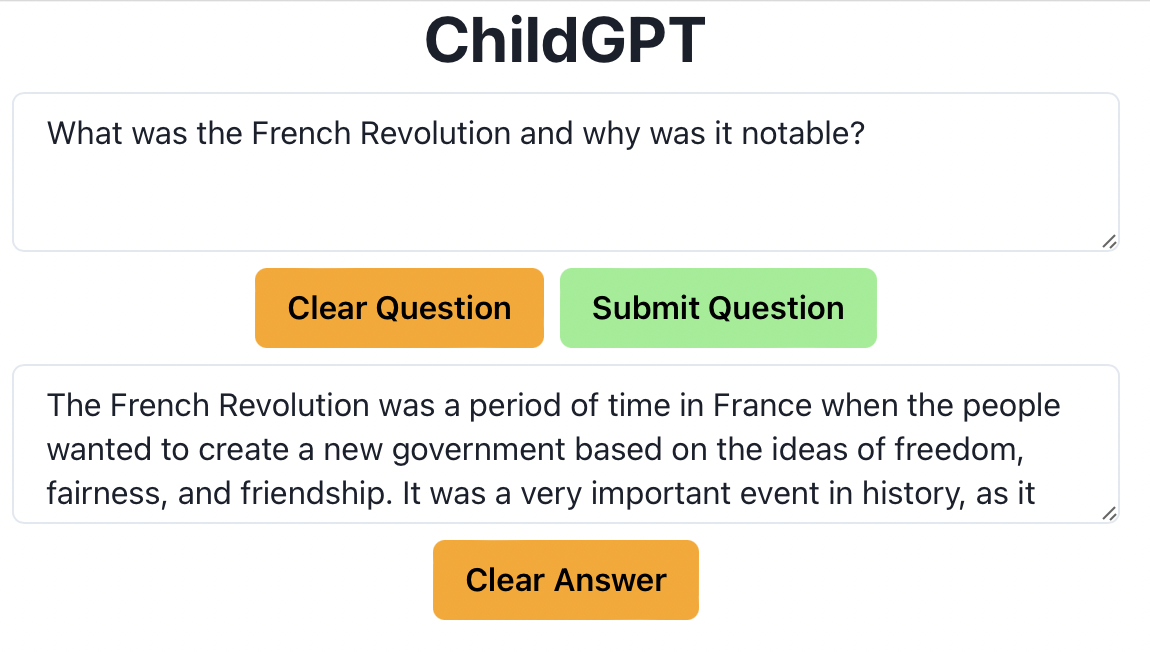 ChildGPT
What was the French Revolution and why was it notable?
Clear Question
Submit Question
The French Revolution was a period of time in France when the people
wanted to create a new government based on the ideas of freedom,
fairness, and friendship. It was a very important event in history, as it
Clear Answer